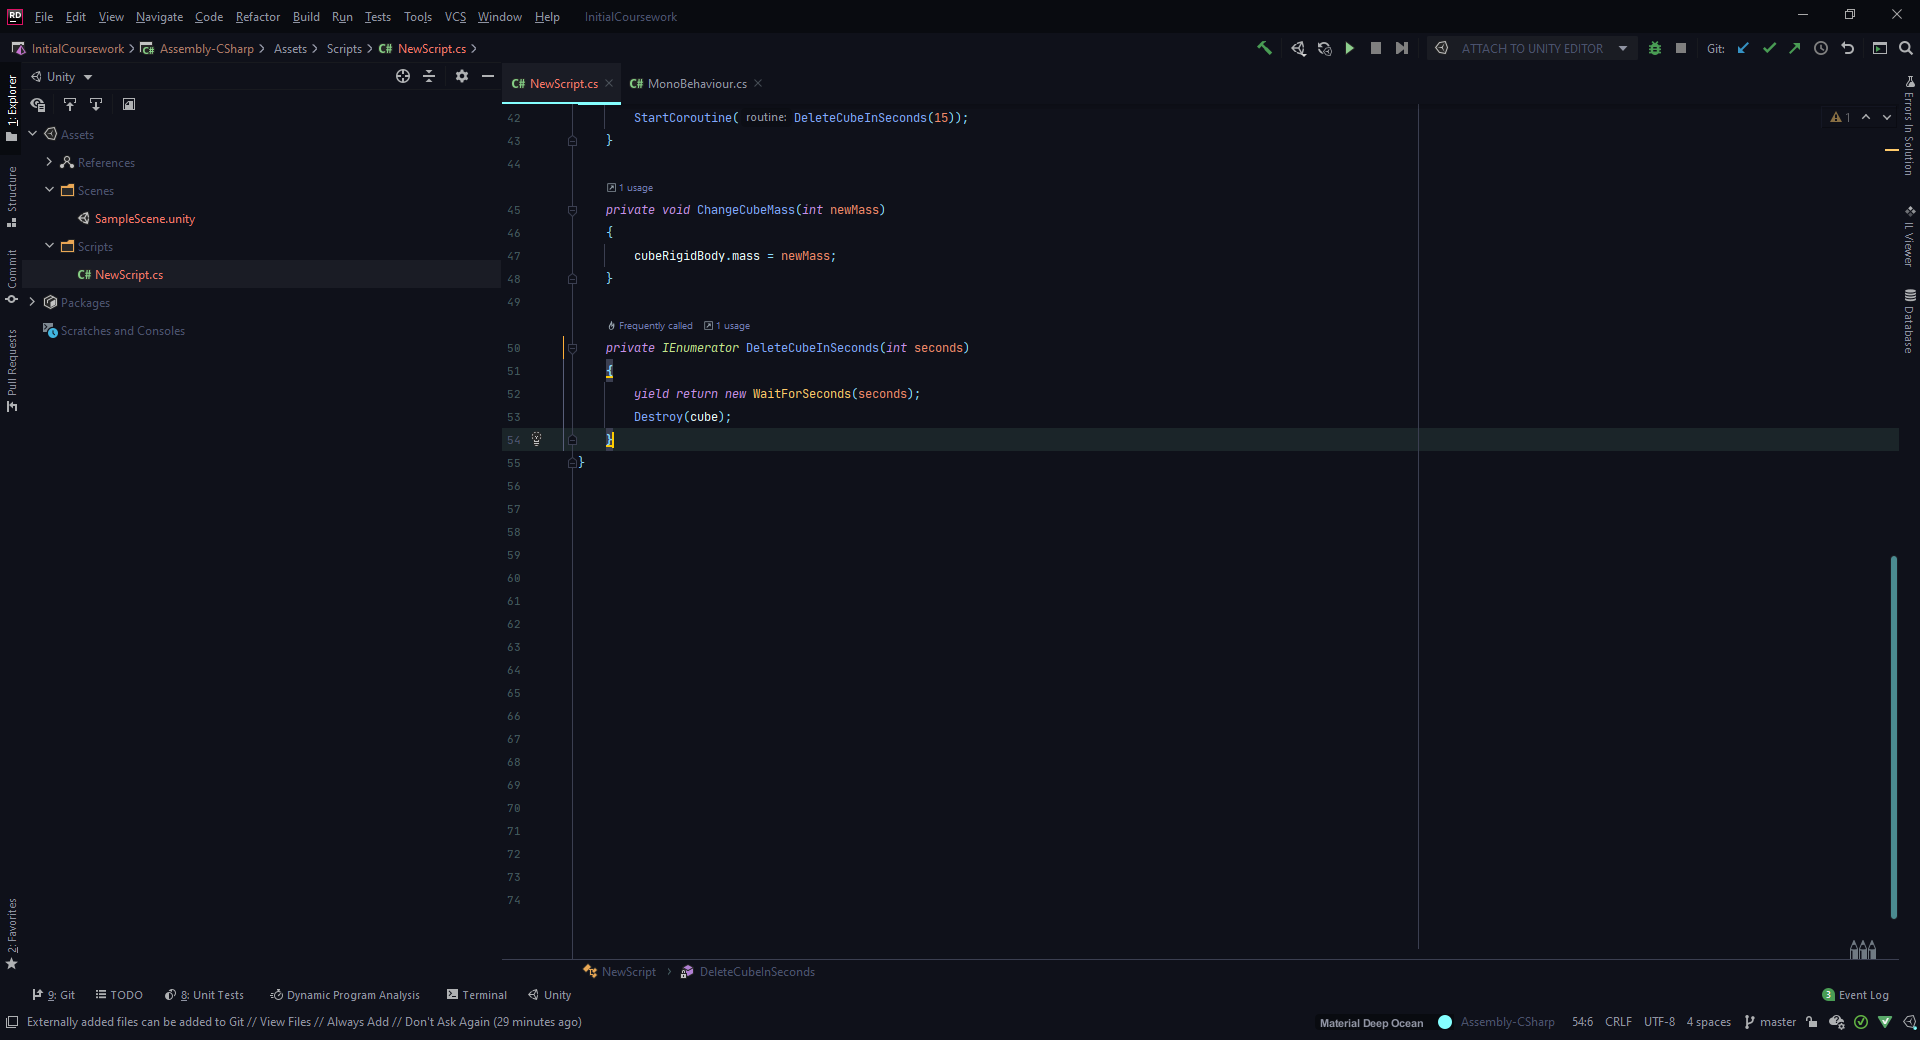 RD File Edit View Navigate Code Refactor Build Run Tests Tools VCS Window Help InitialCoursework
InitialCoursework Assembly-CSharp Assets Scripts C# NewScript.cs
ATTACH TO UNITY EDITOR Git:
Unity
C# NewScript.cs C# MonoBehaviour.cs
1: Explorer
Structure
Commit
Pull Requests
2: Favorites
Assets
References
Scenes
SampleScene.unity
Scripts
C# NewScript.cs
Packages
Scratches and Consoles
42 StartCoroutine( routine: DeleteCubeInSeconds(15));
43 }
44
1 usage
45 private void ChangeCubeMass(int newMass)
46 {
47 cubeRigidBody.mass = newMass;
48 }
49
Frequently called 1 usage
50 private IEnumerator DeleteCubeInSeconds(int seconds)
51 {
52 yield return new WaitForSeconds(seconds);
53 Destroy(cube);
54 }
55 }
56
57
58
59
60
61
62
63
64
65
66
67
68
69
70
71
72
73
74
1
Errors In Solution
IL Viewer
Database
NewScript DeleteCubeInSeconds
9: Git TODO 8: Unit Tests Dynamic Program Analysis Terminal Unity 3 Event Log
Externally added files can be added to Git // View Files // Always Add // Don't Ask Again (29 minutes ago) Material Deep Ocean Assembly-CSharp 54:6 CRLF UTF-8 4 spaces master